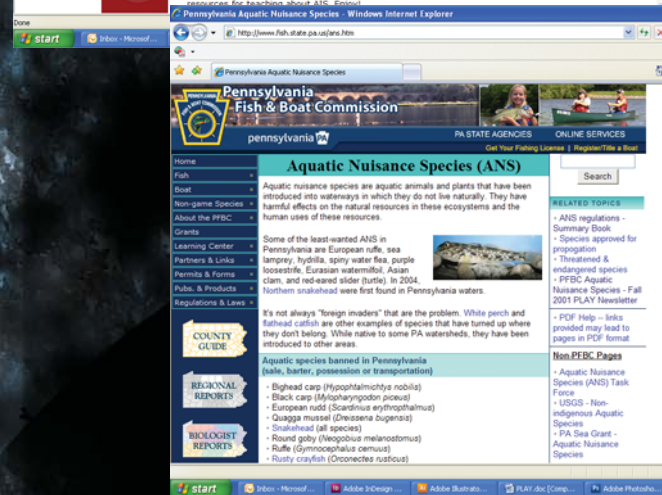 resources for teaching about AIS. Enjoy!
Done
start
Inbox - Microsof...
Pennsylvania Aquatic Nuisance Species - Windows Internet Explorer
http://www.fish.state.pa.us/ans.htm
Pennsylvania Aquatic Nuisance Species
Pennsylvania
Fish & Boat Commission
pennsylvania PA
PA STATE AGENCIES
ONLINE SERVICES
Get Your Fishing License | Register/Title a Boat
Home
Fish
Boat
Non-game Species
About the PFBC
Grants
Learning Center
Partners & Links
Permits & Forms
Pubs. & Products
Regulations & Laws
COUNTY
GUIDE
REGIONAL
REPORTS
BIOLOGIST
REPORTS
Aquatic Nuisance Species (ANS)
Aquatic nuisance species are aquatic animals and plants that have been
introduced into waterways in which they do not live naturally. They have
harmful effects on the natural resources in these ecosystems and the
human uses of these resources.
Some of the least-wanted ANS in
Pennsylvania are European ruffe, sea
lamprey, hydrilla, spiny water flea, purple
loosestrife, Eurasian watermilfoil, Asian
clam, and red-eared slider (turtle). In 2004,
Northern snakehead were first found in Pennsylvania waters.
It's not always "foreign invaders" that are the problem. White perch and
flathead catfish are other examples of species that have turned up where
they don't belong. While native to some PA watersheds, they have been
introduced to other areas.
Aquatic species banned in Pennsylvania
(sale, barter, possession or transportation)
• Bighead carp (Hypophtalmichtys nobilis)
• Black carp (Mylopharyngodon piceus)
• European rudd (Scardinius erythropthalmus)
• Quagga mussel (Dreissena bugensis)
• Snakehead (all species)
• Round goby (Neogobius melanostomus)
• Ruffe (Gymnocephalus cernuus)
• Rusty crayfish (Orconectes rusticus)
Search
RELATED TOPICS
• ANS regulations -
Summary Book
• Species approved for
propogation
• Threatened &
endangered species
• PFBC Aquatic
Nuisance Species - Fall
2001 PLAY Newsletter
• PDF Help -- links
provided may lead to
pages in PDF format
Non-PFBC Pages
• Aquatic Nuisance
Species (ANS) Task
Force
• USGS - Non-
indigenous Aquatic
Species
• PA Sea Grant -
Aquatic Nuisance
Species
start
Inbox - Microsof...
Adobe InDesign ...
Adobe Illustrato...
PLAY.doc [Comp...
Adobe Photosho...